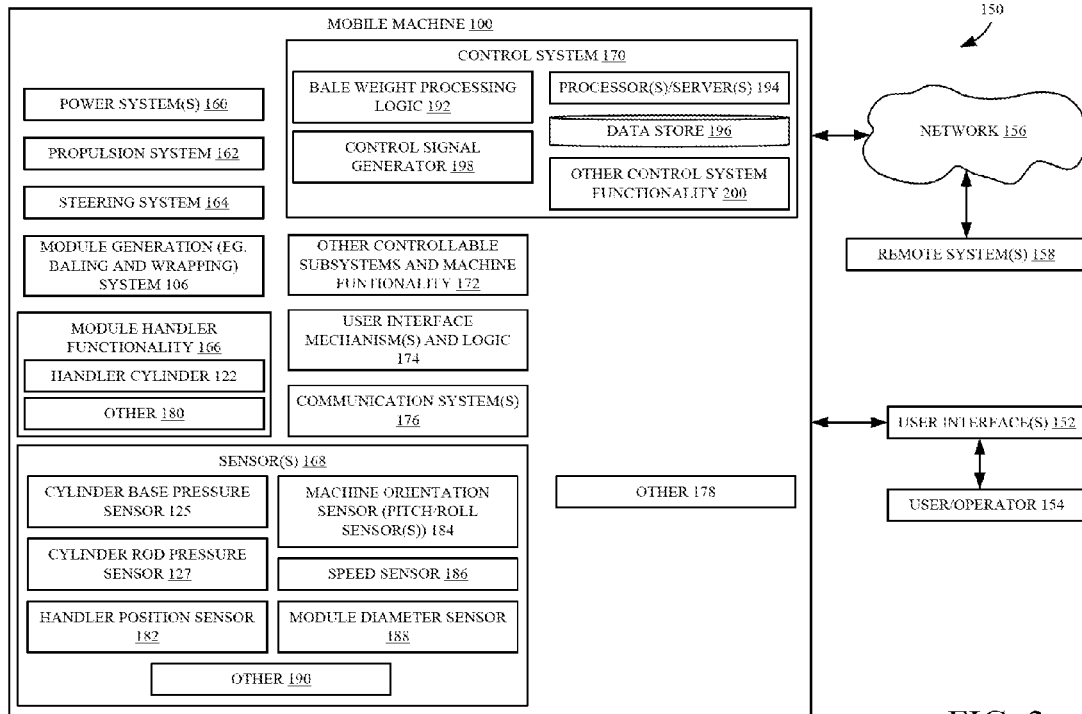 MOBILE MACHINE 100
150
CONTROL SYSTEM 170
BALE WEIGHT PROCESSING
LOGIC 192
PROCESSOR(S)/SERVER(S) 194
DATA STORE 196
CONTROL SIGNAL
GENERATOR 198
OTHER CONTROL SYSTEM
FUNCTIONALITY 200
POWER SYSTEM(S) 160
PROPULSION SYSTEM 162
STEERING SYSTEM 164
MODULE GENERATION (EG.
BALING AND WRAPPING)
SYSTEM 106
OTHER CONTROLLABLE
SUBSYSTEMS AND MACHINE
FUNTIONALITY 172
MODULE HANDLER
FUNCTIONALITY 166
HANDLER CYLINDER 122
OTHER 180
USER INTERFACE
MECHANISM(S) AND LOGIC
174
COMMUNICATION SYSTEM(S)
176
SENSOR(S) 168
CYLINDER BASE PRESSURE
SENSOR 125
MACHINE ORIENTATION
SENSOR (PITCH/ROLL
SENSOR(S)) 184
CYLINDER ROD PRESSURE
SENSOR 127
SPEED SENSOR 186
HANDLER POSITION SENSOR
182
MODULE DIAMETER SENSOR
188
OTHER 190
OTHER 178
NETWORK 156
REMOTE SYSTEM(S) 158
USER INTERFACE(S) 152
USER/OPERATOR 154